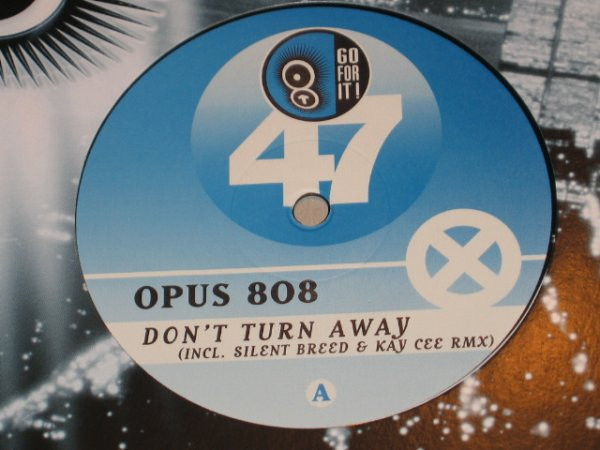 GO
FOR
IT!
47
OPUS 808
DON'T TURN AWAY
(INCL. SILENT BREED & KAY CEE RMX)
A